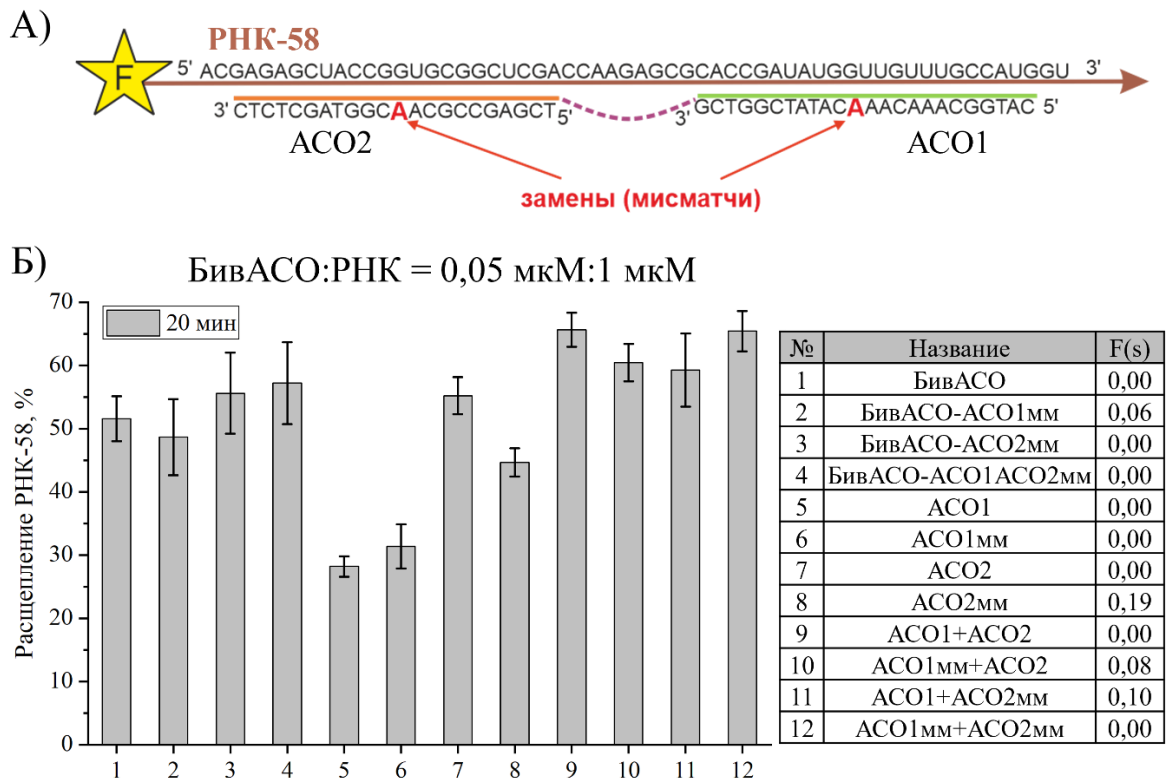 А)
F
РНК-58
5' ACGAGAGCUACCGGUGCGGCUCGACCAAGAGCGCACCGAUAUGGUUGUUUGCCAUGGU 3'
3' CTCTCGATGGCAACGCCGAGCT5' 3' GCTGGCTATACAAACAAACGGTAC 5'
АСО2 АСО1
замены (мисматчи)
Б) БивАСО:РНК = 0,05 мкМ:1 мкМ
20 мин
Расщепление РНК-58, %
70
60
50
40
30
20
10
0
1 2 3 4 5 6 7 8 9 10 11 12
№ Название F(s)
1 БивАСО 0,00
2 БивАСО-АСО1мм 0,06
3 БивАСО-АСО2мм 0,00
4 БивАСО-АСО1АСО2мм 0,00
5 АСО1 0,00
6 АСО1мм 0,00
7 АСО2 0,00
8 АСО2мм 0,19
9 АСО1+АСО2 0,00
10 АСО1мм+АСО2 0,08
11 АСО1+АСО2мм 0,10
12 АСО1мм+АСО2мм 0,00